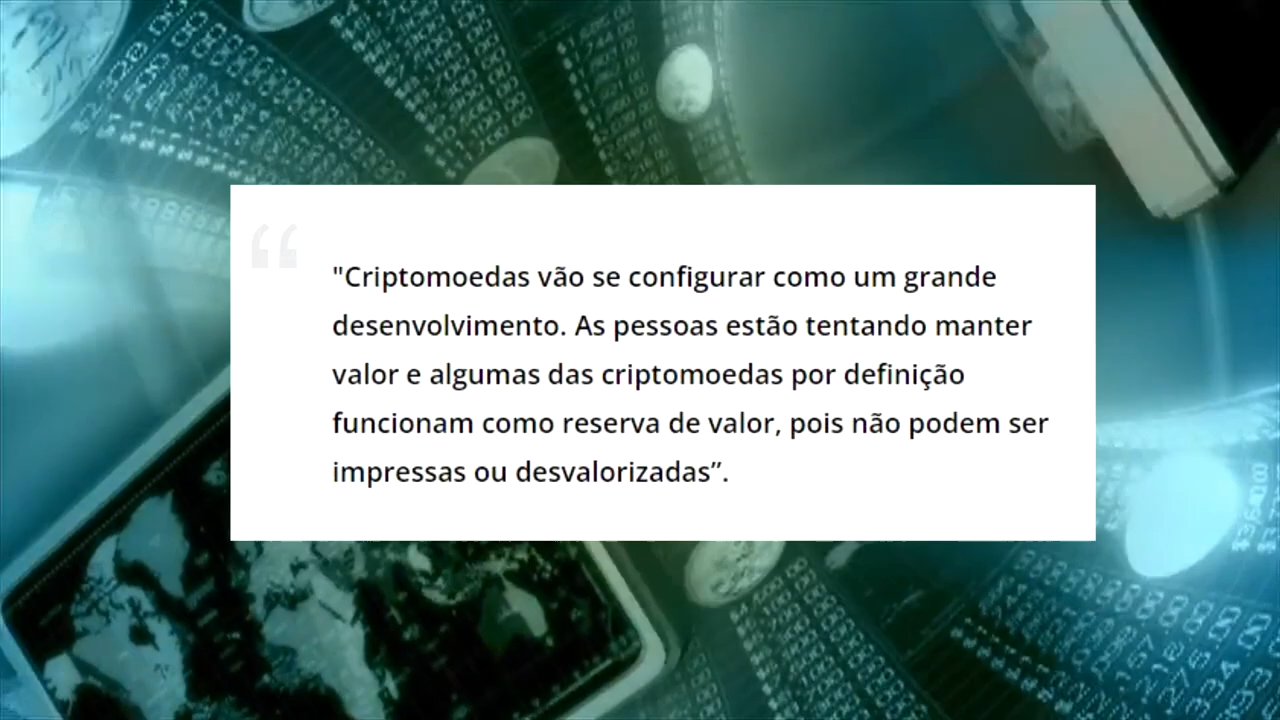 "Criptomoedas vão se configurar como um grande
desenvolvimento. As pessoas estão tentando manter
valor e algumas das criptomoedas por definição
funcionam como reserva de valor, pois não podem ser
impressas ou desvalorizadas”.